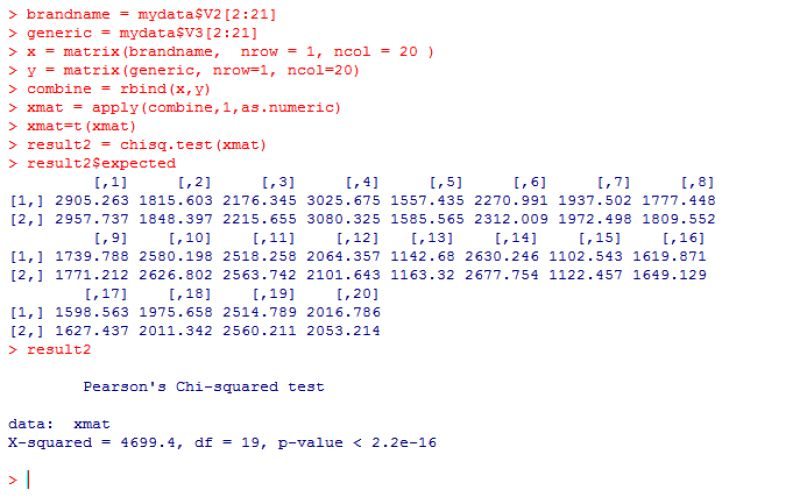 > brandname = mydata$V2[2:21]
> generic = mydata$V3[2:21]
> x = matrix(brandname,  nrow = 1, ncol = 20 )
> y = matrix(generic, nrow=1, ncol=20)
> combine = rbind(x,y)
> xmat = apply(combine,1,as.numeric)
> xmat=t(xmat)
> result2 = chisq.test(xmat)
> result2$expected
[,1] [,2] [,3] [,4] [,5] [,6] [,7] [,8]
[1,] 2905.263 1815.603 2176.345 3025.675 1557.435 2270.991 1937.502 1777.448
[2,] 2957.737 1848.397 2215.655 3080.325 1585.565 2312.009 1972.498 1809.552
[,9] [,10] [,11] [,12] [,13] [,14] [,15] [,16]
[1,] 1739.788 2580.198 2518.258 2064.357 1142.68 2630.246 1102.543 1619.871
[2,] 1771.212 2626.802 2563.742 2101.643 1163.32 2677.754 1122.457 1649.129
[,17] [,18] [,19] [,20]
[1,] 1598.563 1975.658 2514.789 2016.786
[2,] 1627.437 2011.342 2560.211 2053.214
> result2
Pearson's Chi-squared test
data:  xmat
X-squared = 4699.4, df = 19, p-value < 2.2e-16
>